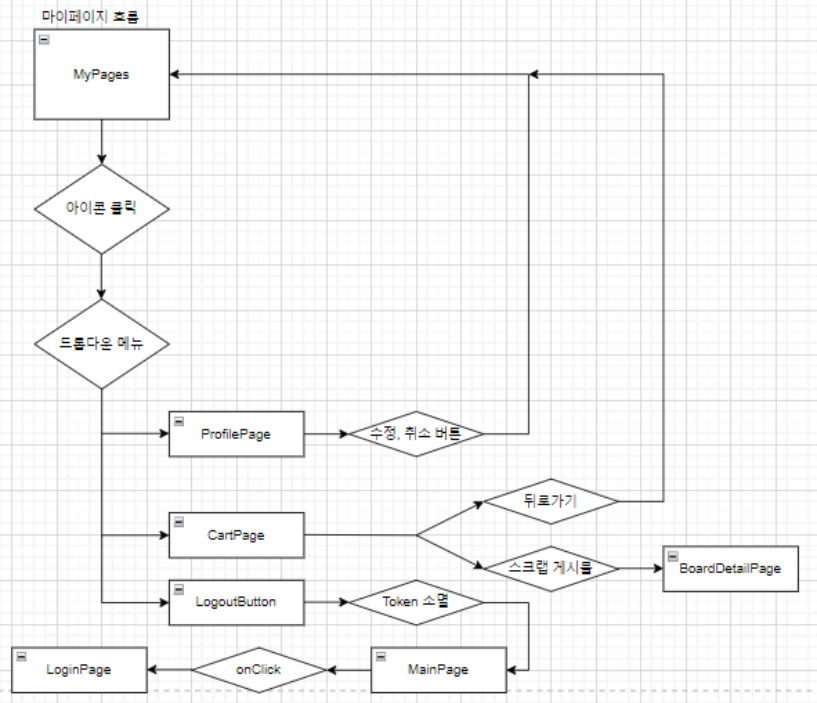 마이페이지 흐름
MyPages
아이콘 클릭
드롭다운 메뉴
ProfilePage
수정, 취소 버튼
뒤로가기
CartPage
스크랩 게시물
BoardDetailPage
LogoutButton
Token 소멸
LoginPage
onClick
MainPage